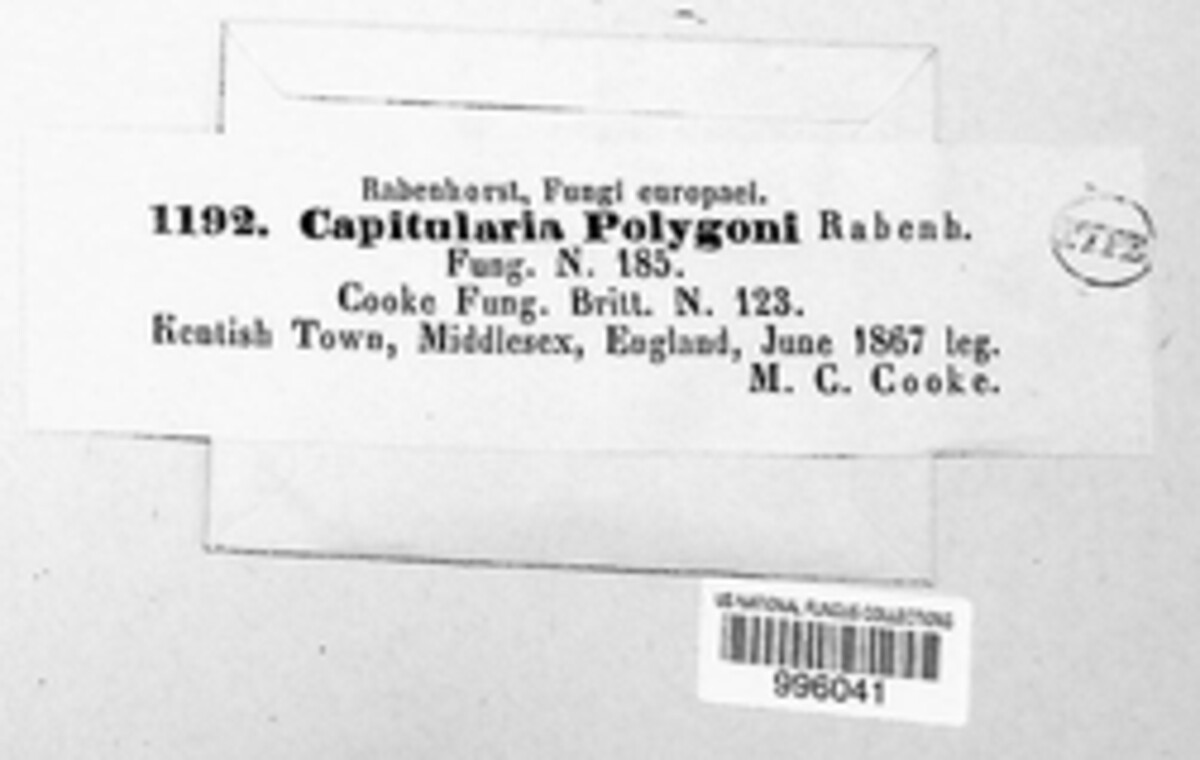 Rabenhorst, Fungi europaei.
1192. Capitularia Polygoni Rabenh.
Fung. N. 185.
Cooke Fung. Britt. N. 123.
Kentish Town, Middlesex, England, June 1867 leg.
M. C. Cooke.
US NATIONAL FUNGUS COLLECTIONS
996041